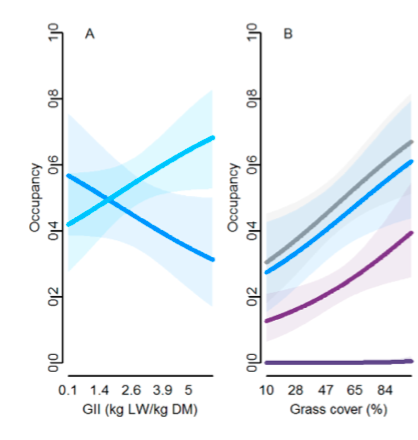 A
B
1.0
0.8
0.6
0.4
0.2
0.0
Occupancy
0.1 1.4 2.6 3.9 5
GII (kg LW/kg DM)
1.0
0.8
0.6
0.4
0.2
0.0
Occupancy
10 28 47 65 84
Grass cover (%)